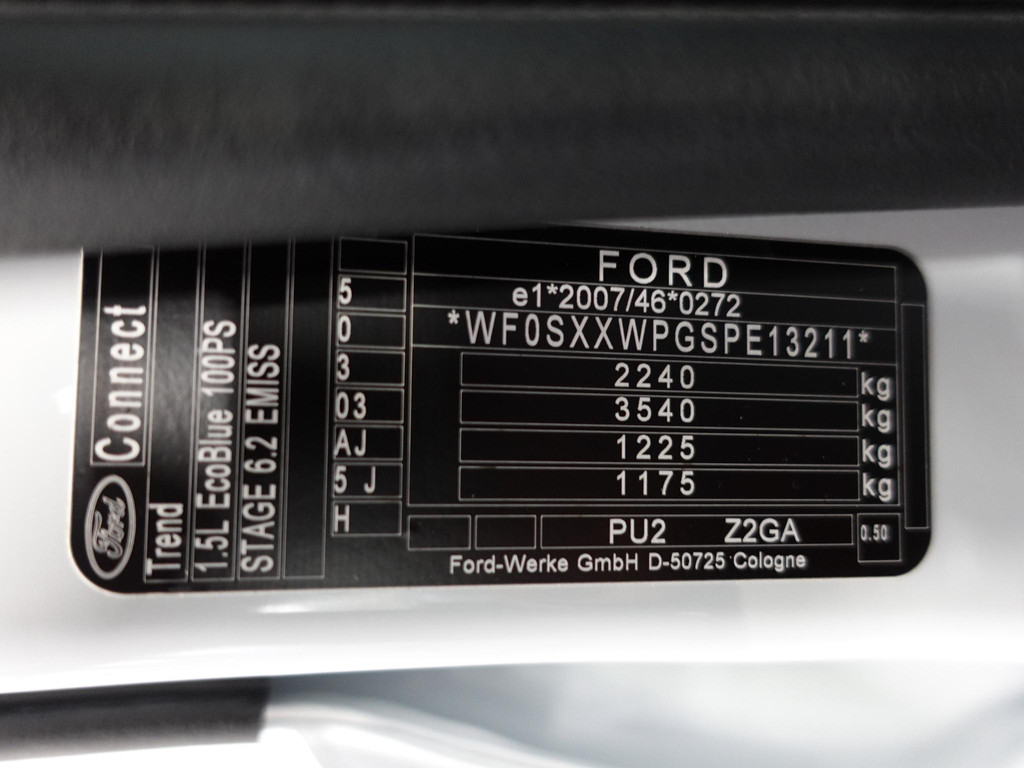 Ford
Connect
Trend
1.5L EcoBlue 100PS
STAGE 6.2 EMISS
5
0
3
03
AJ
5 J
H
FORD
e1*2007/46*0272
*WF0SXXWPGSPE13211*
2240 kg
3540 kg
1225 kg
1175 kg
PU2 Z2GA 0.50
Ford-Werke GmbH D-50725 Cologne